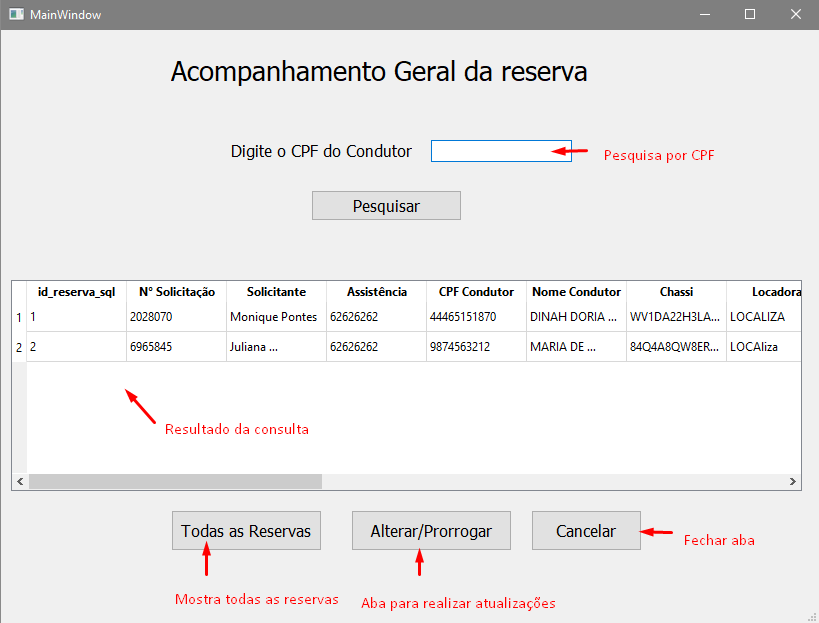 MainWindow
Acompanhamento Geral da reserva
Digite o CPF do Condutor
Pesquisa por CPF
Pesquisar
id_reserva_sql N° Solicitação Solicitante Assistência CPF Condutor Nome Condutor Chassi Locadora
1 1 2028070 Monique Pontes 62626262 44465151870 DINAH DORIA ... WV1DA22H3LA... LOCALIZA
2 2 6965845 Juliana ... 62626262 9874563212 MARIA DE ... 84Q4A8QW8ER... LOCAliza
Resultado da consulta
Todas as Reservas Alterar/Prorrogar Cancelar
Fechar aba
Mostra todas as reservas
Aba para realizar atualizações